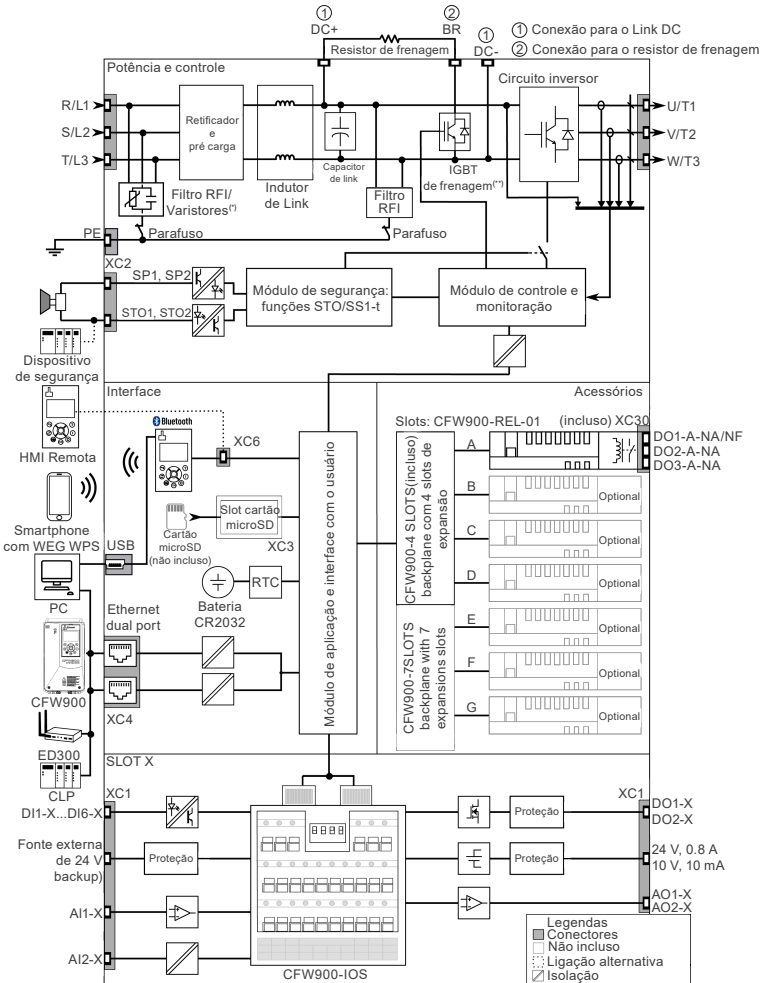 ① DC+
② BR
① DC-
① Conexão para o Link DC
② Conexão para o resistor de frenagem
Resistor de frenagem
Potência e controle
Circuito inversor
R/L1
S/L2
T/L3
Retificador
e
pré carga
Indutor
de Link
Capacitor
de link
IGBT
de frenagem(**)
U/T1
V/T2
W/T3
Filtro RFI/
Varistores(*)
Filtro
RFI
PE
Parafuso
Parafuso
XC2
SP1, SP2
STO1, STO2
Módulo de segurança:
funções STO/SS1-t
Módulo de controle e
monitoração
Dispositivo
de segurança
Interface
Acessórios
Bluetooth
XC6
HMI Remota
Slots: CFW900-REL-01
(incluso) XC30
DO1-A-NA/NF
DO2-A-NA
DO3-A-NA
A
B
C
D
E
F
G
Optional
Optional
Optional
Optional
Optional
Optional
CFW900-4 SLOTS(incluso)
backplane com 4 slots de
expansão
CFW900-7SLOTS
backplane with 7
expansions slots
Módulo de aplicação e interface com o usuário
Smartphone
com WEG WPS
Cartão
microSD
(não incluso)
Slot cartão
microSD
XC3
USB
PC
RTC
Bateria
CR2032
Ethernet
dual port
XC4
CFW900
ED300
CLP
SLOT X
XC1
DI1-X...DI6-X
Fonte externa
de 24 V
backup)
Proteção
AI1-X
AI2-X
CFW900-IOS
XC1
Proteção
DO1-X
DO2-X
Proteção
24 V, 0.8 A
10 V, 10 mA
AO1-X
AO2-X
Legendas
Conectores
Não incluso
Ligação alternativa
Isolação